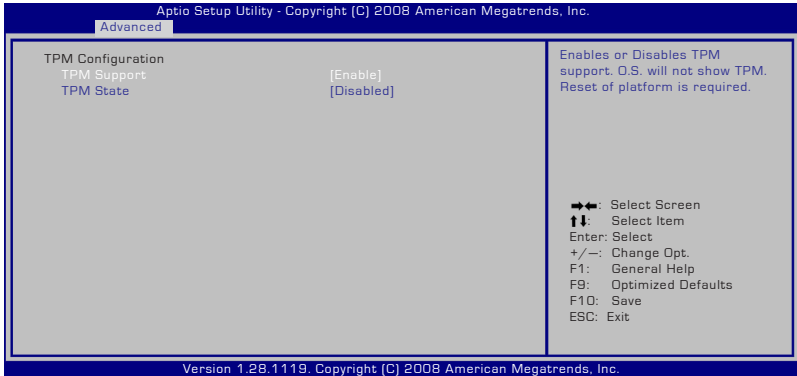 Aptio Setup Utility - Copyright (C) 2008 American Megatrends, Inc.
Advanced
TPM Configuration
TPM Support [Enable]
TPM State [Disabled]
Enables or Disables TPM
support. O.S. will not show TPM.
Reset of platform is required.
→←: Select Screen
↑↓: Select Item
Enter: Select
+/—: Change Opt.
F1: General Help
F9: Optimized Defaults
F10: Save
ESC: Exit
Version 1.28.1119. Copyright (C) 2008 American Megatrends, Inc.